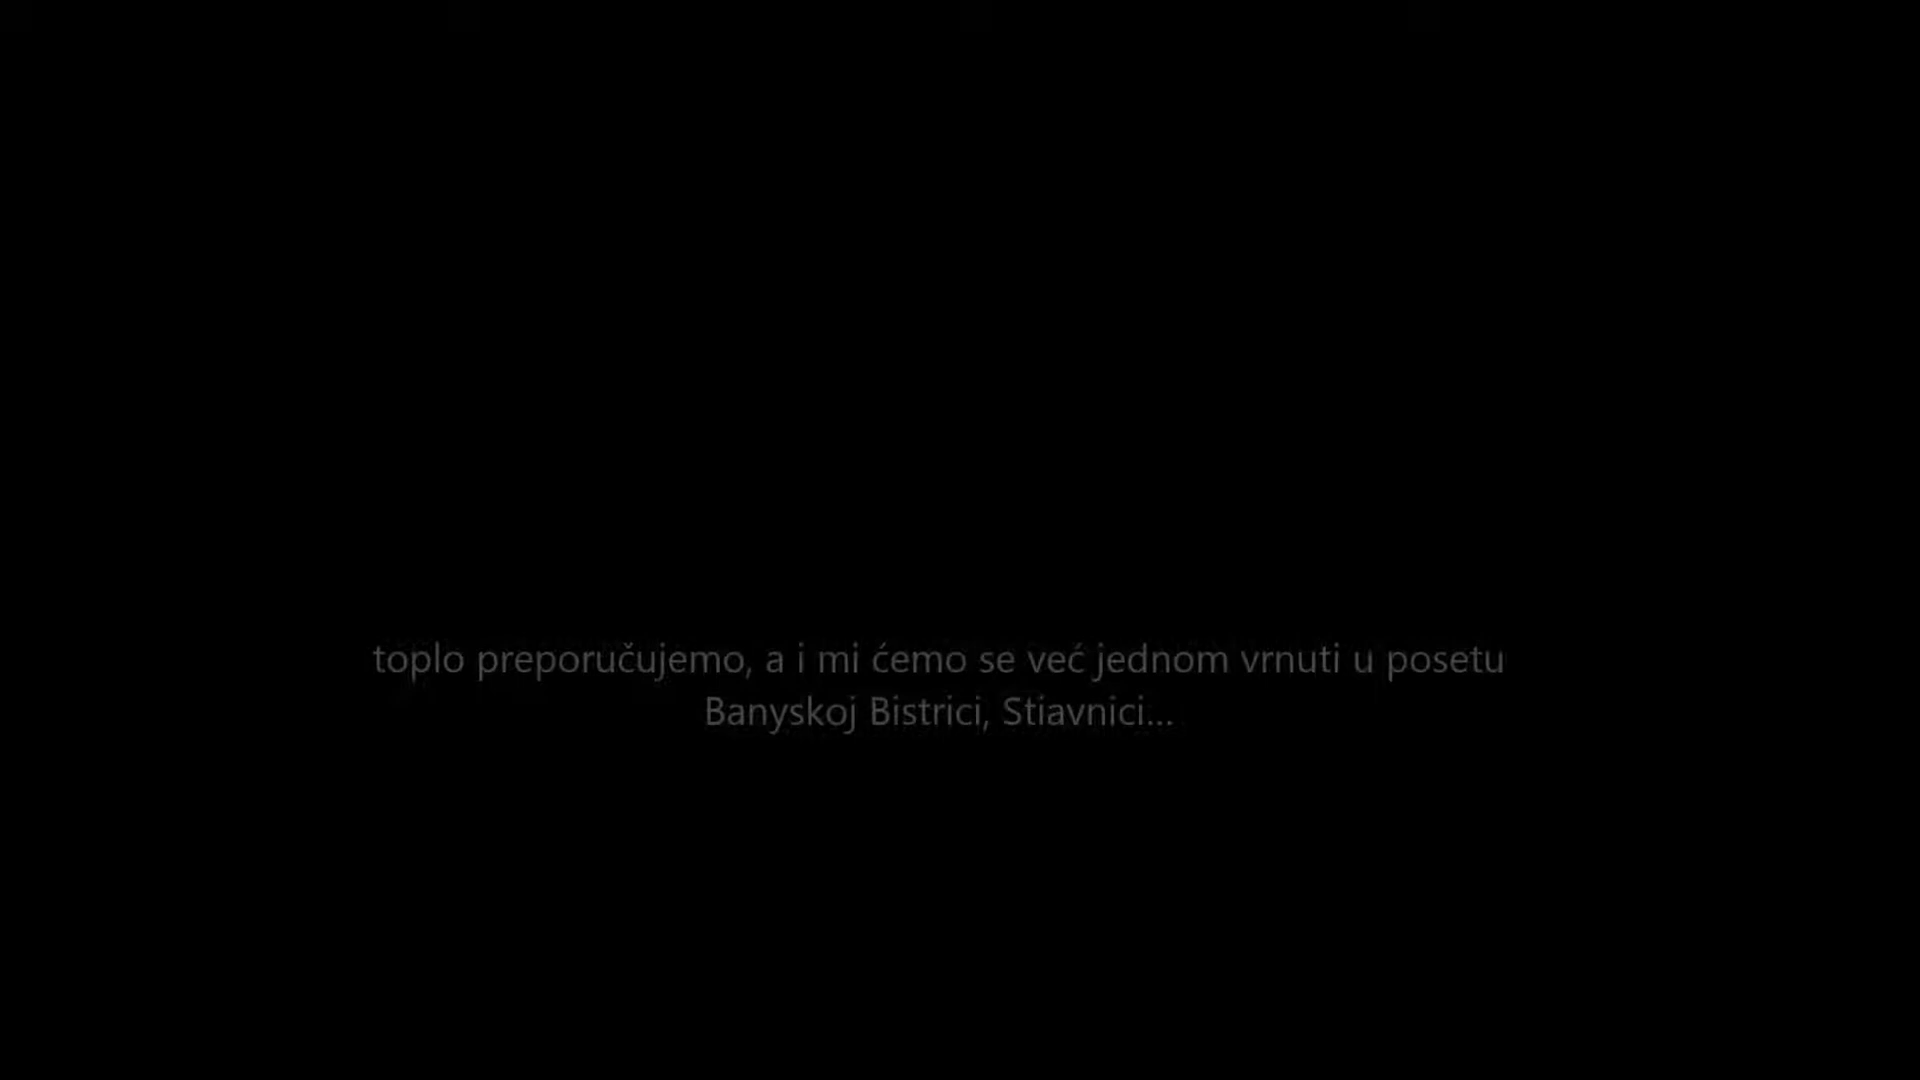 toplo preporučujemo, a i mi ćemo se već jednom vrnuti u posetu
Banyskoj Bistrici, Stiavnici...